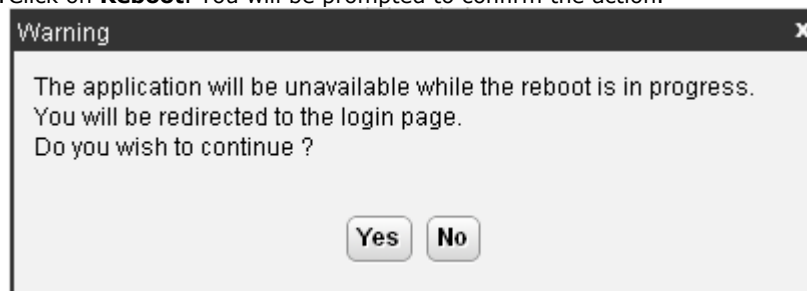 Click on Reboot. You will be prompted to confirm the action.
Warning x
The application will be unavailable while the reboot is in progress.
You will be redirected to the login page.
Do you wish to continue ?
Yes No